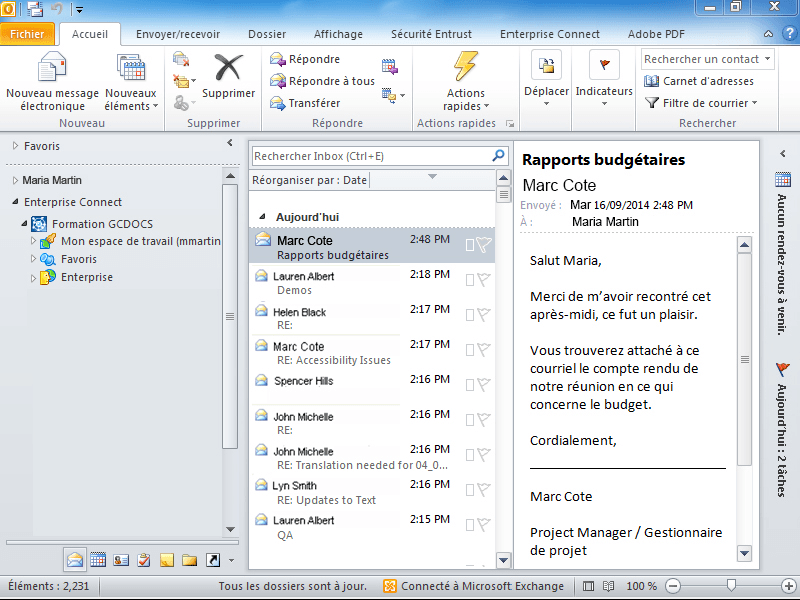 Fichier Accueil Envoyer/recevoir Dossier Affichage Sécurité Entrust Enterprise Connect Adobe PDF
Nouveau message électronique
Nouveaux éléments
Nouveau
Supprimer
Supprimer
Répondre
Répondre à tous
Transférer
Répondre
Actions rapides
Actions rapides
Déplacer
Indicateurs
Rechercher un contact
Carnet d'adresses
Filtre de courrier
Rechercher
Favoris
Maria Martin
Enterprise Connect
Formation GCDOCS
Mon espace de travail (mmartin
Favoris
Enterprise
Rechercher Inbox (Ctrl+E)
Réorganiser par : Date
Aujourd'hui
Marc Cote 2:48 PM
Rapports budgétaires
Lauren Albert 2:18 PM
Demos
Helen Black 2:17 PM
RE:
Marc Cote 2:17 PM
RE: Accessibility Issues
Spencer Hills 2:16 PM
John Michelle 2:16 PM
RE:
John Michelle 2:16 PM
RE: Translation needed for 04_0...
Lyn Smith 2:16 PM
RE: Updates to Text
Lauren Albert 2:15 PM
QA
Rapports budgétaires
Marc Cote
Envoyé : Mar 16/09/2014 2:48 PM
À : Maria Martin
Salut Maria,
Merci de m'avoir recontré cet
après-midi, ce fut un plaisir.
Vous trouverez attaché à ce
courriel le compte rendu de
notre réunion en ce qui
concerne le budget.
Cordialement,
Marc Cote
Project Manager / Gestionnaire
de projet
Aucun rendez-vous à venir.
Aujourd'hui : 2 tâches
Éléments : 2,231 Tous les dossiers sont à jour. Connecté à Microsoft Exchange 100 %